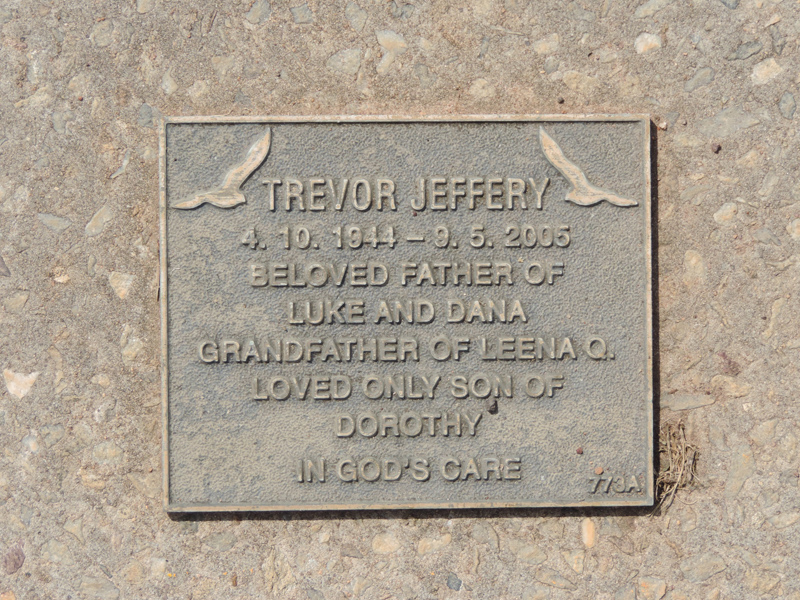 TREVOR JEFFERY
4. 10. 1944 – 9. 5. 2005
BELOVED FATHER OF
LUKE AND DANA
GRANDFATHER OF LEENA Q.
LOVED ONLY SON OF
DOROTHY
IN GOD'S CARE
773A